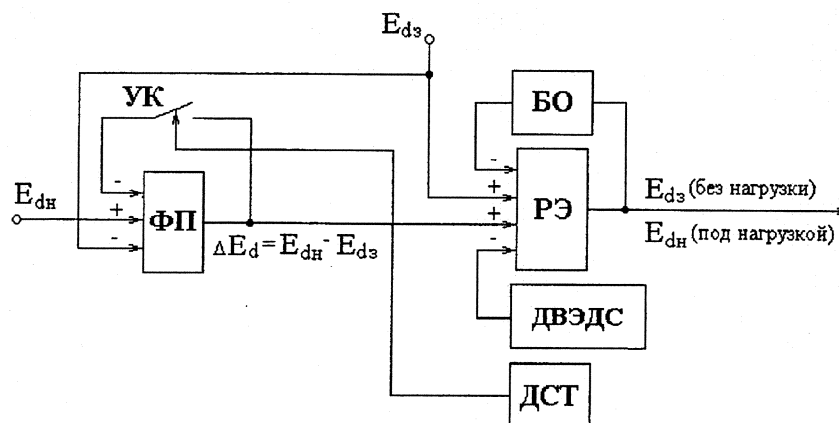 Edз
УК
БО
-
-
Edн
+
ФП
-
+
+
РЭ
-
Edз (без нагрузки)
Edн (под нагрузкой)
ΔEd = Edн - Edз
ДВЭДС
ДСТ